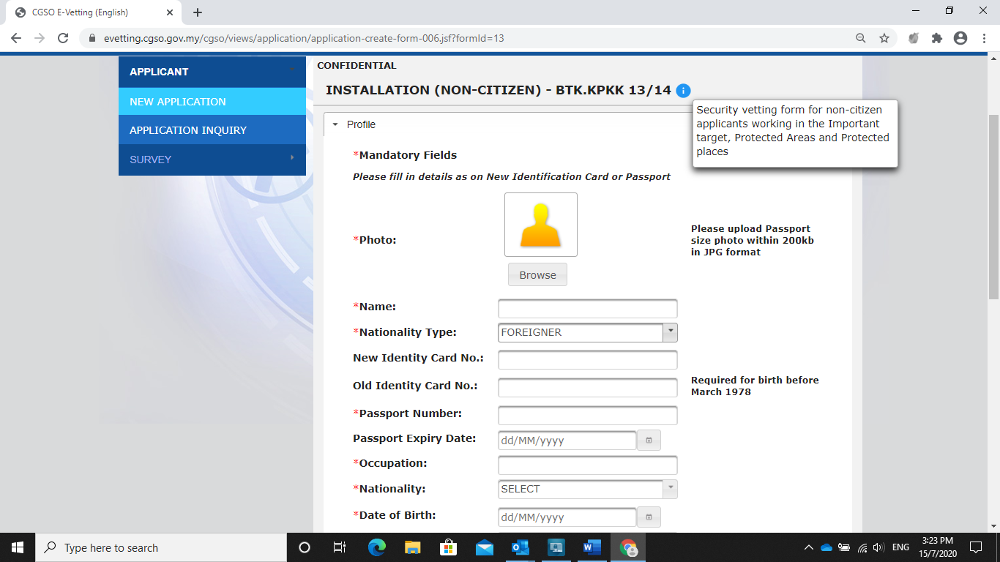 CGSO E-Vetting (English)
evetting.cgso.gov.my/cgso/views/application/application-create-form-006.jsf?formId=13
APPLICANT
NEW APPLICATION
APPLICATION INQUIRY
SURVEY
CONFIDENTIAL
INSTALLATION (NON-CITIZEN) - BTK.KPKK 13/14
Security vetting form for non-citizen
applicants working in the Important
target, Protected Areas and Protected
places
Profile
*Mandatory Fields
Please fill in details as on New Identification Card or Passport
*Photo:
Please upload Passport
size photo within 200kb
in JPG format
Browse
*Name:
*Nationality Type: FOREIGNER
New Identity Card No.:
Old Identity Card No.:
Required for birth before
March 1978
*Passport Number:
Passport Expiry Date: dd/MM/yyyy
*Occupation:
*Nationality: SELECT
*Date of Birth: dd/MM/yyyy
Type here to search
ENG
3:23 PM
15/7/2020